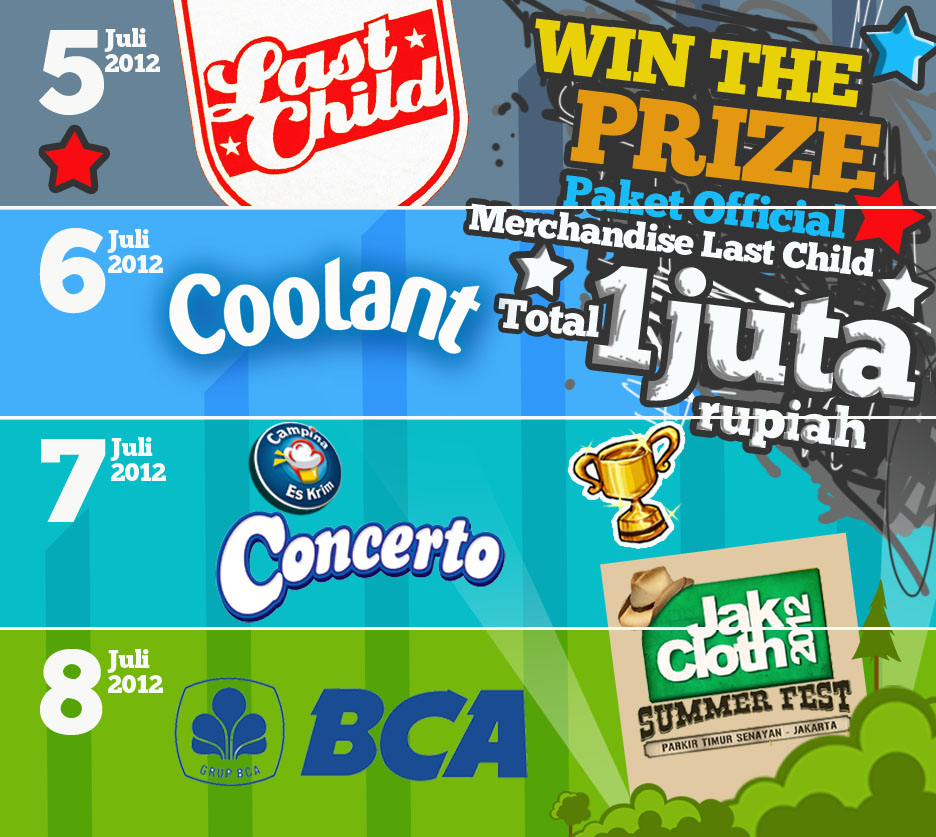 5 Juli
2012
Last
Child
WIN THE
PRIZE
Paket Official
Merchandise Last Child
Total 1juta
rupiah
6 Juli
2012
Coolant
7 Juli
2012
Campina
Es Krim
Concerto
Jak
Cloth
2012
SUMMER FEST
PARKIR TIMUR SENAYAN - JAKARTA
8 Juli
2012
GRUP BCA
BCA